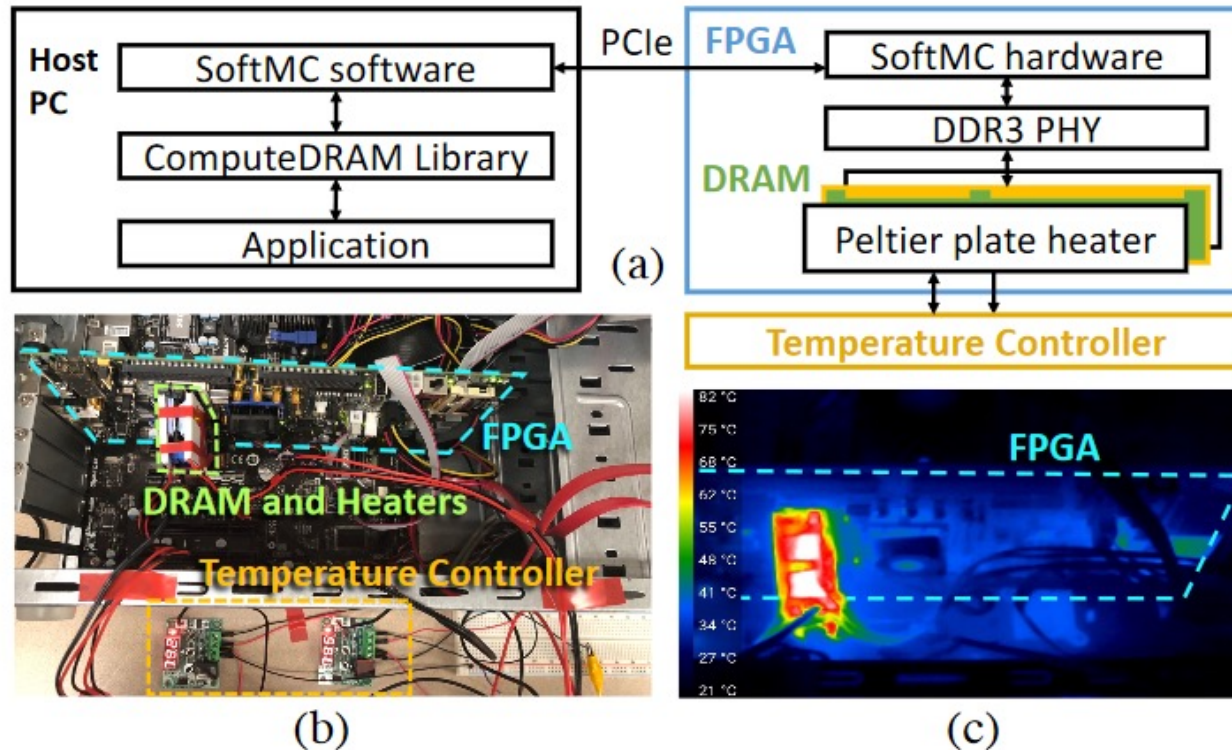 Host
PC
SoftMC software
ComputeDRAM Library
Application
PCIe
FPGA
SoftMC hardware
DDR3 PHY
DRAM
Peltier plate heater
(a)
Temperature Controller
FPGA
DRAM and Heaters
Temperature Controller
(b)
82 °C
75 °C
68 °C
62 °C
55 °C
48 °C
41 °C
34 °C
27 °C
21 °C
FPGA
(c)